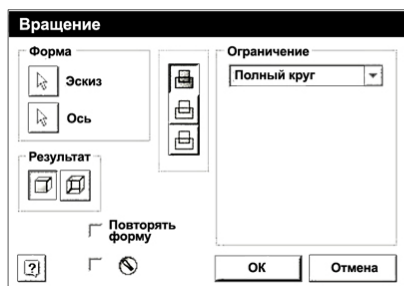 Вращение
Форма
Эскиз
Ось
Ограничение
Полный круг
Результат
Повторять
форму
?
ОК
Отмена